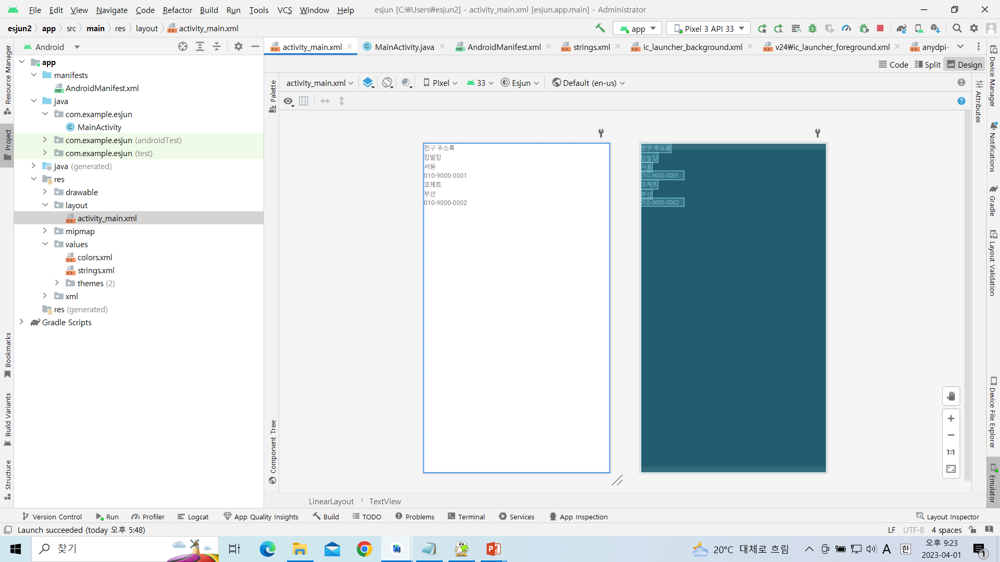 File Edit View Navigate Code Refactor Build Run Tools VCS Window Help esjun [C:₩Users₩esjun2] - activity_main.xml [esjun.app.main] - Administrator
esjun2 app src main res layout activity_main.xml app Pixel 3 API 33
Android activity_main.xml MainActivity.java AndroidManifest.xml strings.xml ic_launcher_background.xml v24₩ic_launcher_foreground.xml anydpi-
Code Split Design
activity_main.xml Pixel 33 Esjun Default (en-us)
Resource Manager
Project
Bookmarks
Build Variants
Structure
app
manifests
AndroidManifest.xml
java
com.example.esjun
MainActivity
com.example.esjun (androidTest)
com.example.esjun (test)
java (generated)
res
drawable
layout
activity_main.xml
mipmap
values
colors.xml
strings.xml
themes (2)
xml
res (generated)
Gradle Scripts
Palette
Component Tree
친구 주소록
장발장
서울
010-9000-0001
코제트
부산
010-9000-0002
친구 주소록
장발장
서울
010-9000-0001
코제트
부산
010-9000-0002
1:1
Attributes
Device Manager
Notifications
Gradle
Layout Validation
Device File Explorer
Emulator
LinearLayout TextView
Version Control Run Profiler Logcat App Quality Insights Build TODO Problems Terminal Services App Inspection Layout Inspector
Launch succeeded (today 오후 5:48) LF UTF-8 4 spaces
찾기 20°C 대체로 흐림 A 한 오후 9:23
2023-04-01 1